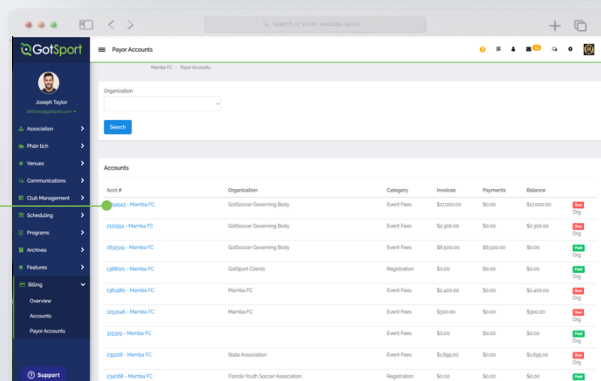 Search or enter website name
GotSport
Payor Accounts
Mamba FC / Payor Accounts
Joseph Taylor
Organization
Search
Association
Phân tích
Venues
Communications
Club Management
Scheduling
Programs
Archives
Features
Billing
Overview
Accounts
Payor Accounts
Support
Accounts
Acct # Organization Category Invoices Payments Balance
- Mamba FC GotSoccer Governing Body Event Fees $17,000.00 $0.00 $17,000.00 Due Org
- Mamba FC GotSoccer Governing Body Event Fees $2,300.00 $0.00 $2,300.00 Due Org
- Mamba FC GotSoccer Governing Body Event Fees $6,500.00 $6,500.00 $0.00 Paid Org
- Mamba FC GotSport Clients Registration $0.00 $0.00 $0.00 Paid Org
- Mamba FC Mamba FC Event Fees $2,400.00 $0.00 $2,400.00 Due Org
- Mamba FC Mamba FC Event Fees $300.00 $0.00 $300.00 Due Org
- Mamba FC Event Fees $0.00 $0.00 $0.00 Paid Org
- Mamba FC State Association Event Fees $1,695.00 $0.00 $1,695.00 Due Org
- Mamba FC Florida Youth Soccer Association Registration $0.00 $0.00 $0.00 Paid